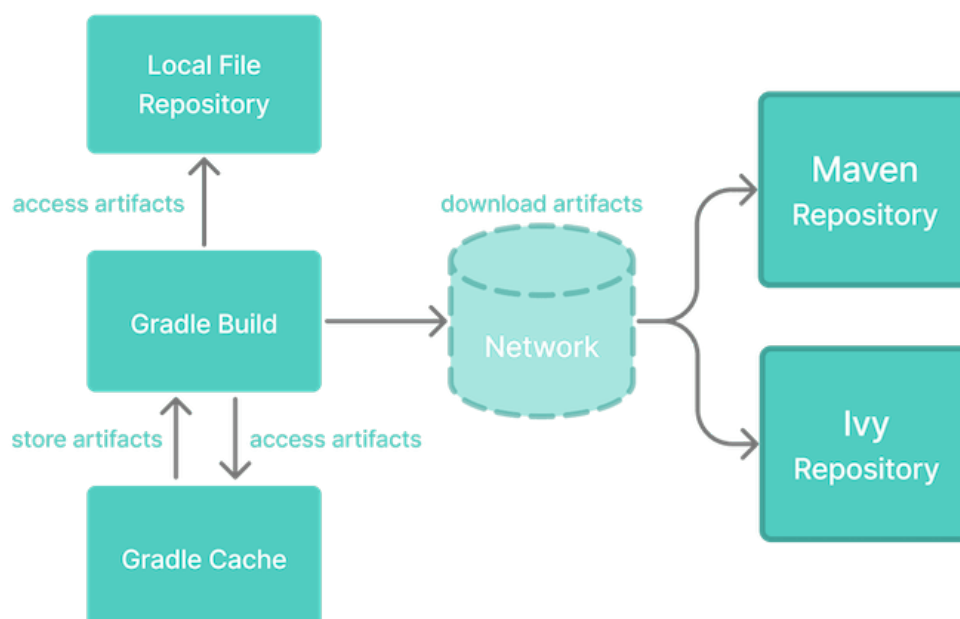 Local File
Repository
access artifacts
download artifacts
Maven
Repository
Gradle Build
Network
store artifacts
access artifacts
Ivy
Repository
Gradle Cache